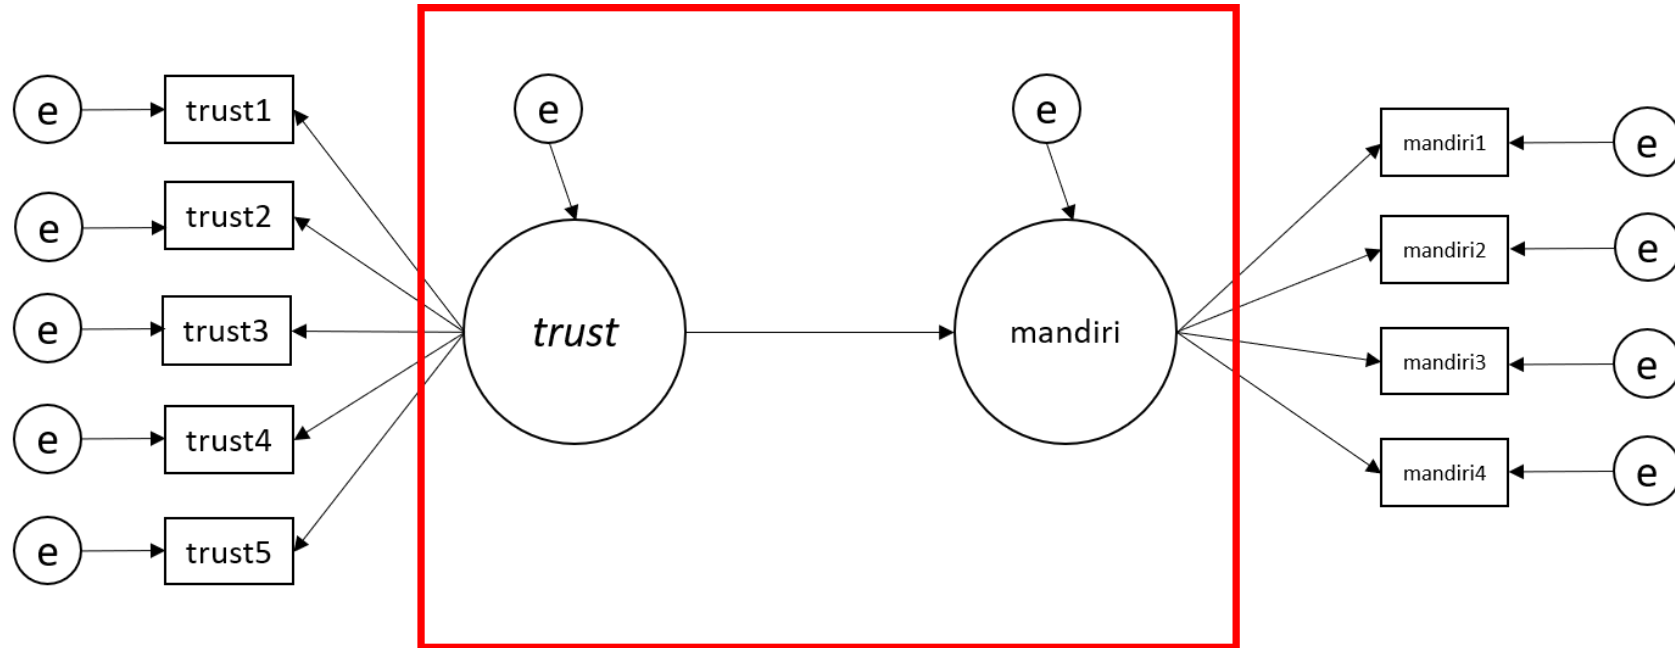 e
trust1
e
trust2
e
trust3
e
trust4
e
trust5
e
trust
e
mandiri
mandiri1
e
mandiri2
e
mandiri3
e
mandiri4
e